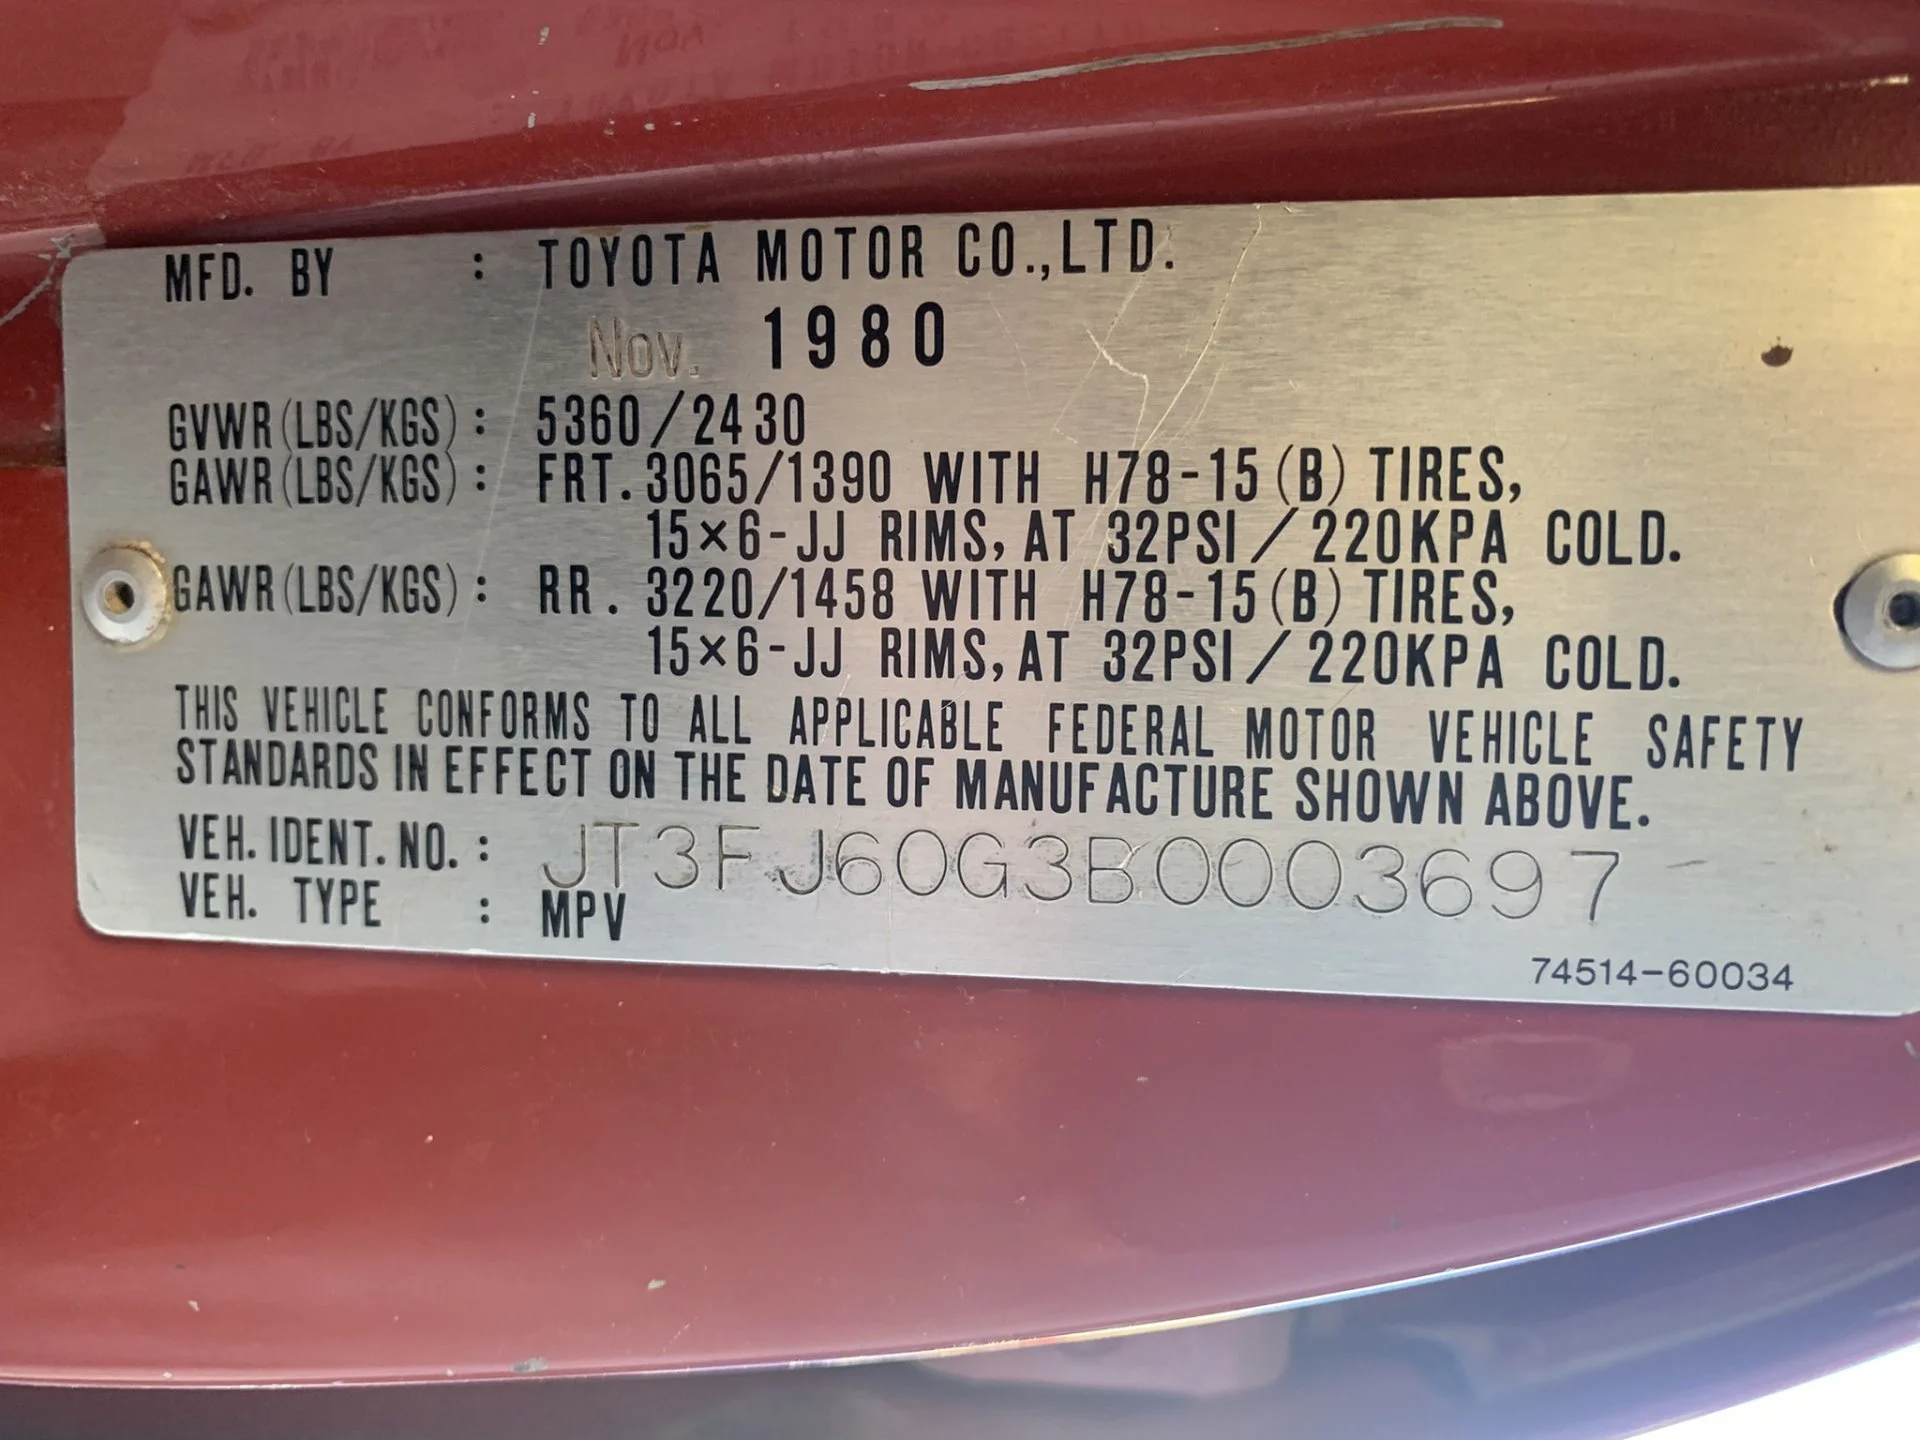 MFD. BY : TOYOTA MOTOR CO.,LTD.
Nov. 1980
GVWR(LBS/KGS): 5360/2430
GAWR(LBS/KGS): FRT. 3065/1390 WITH H78-15(B) TIRES,
15×6-JJ RIMS, AT 32PSI/220KPA COLD.
GAWR(LBS/KGS): RR. 3220/1458 WITH H78-15(B) TIRES,
15×6-JJ RIMS, AT 32PSI/220KPA COLD.
THIS VEHICLE CONFORMS TO ALL APPLICABLE FEDERAL MOTOR VEHICLE SAFETY
STANDARDS IN EFFECT ON THE DATE OF MANUFACTURE SHOWN ABOVE.
VEH. IDENT. NO. : JT3FJ60G3B0003697
VEH. TYPE : MPV
74514-60034